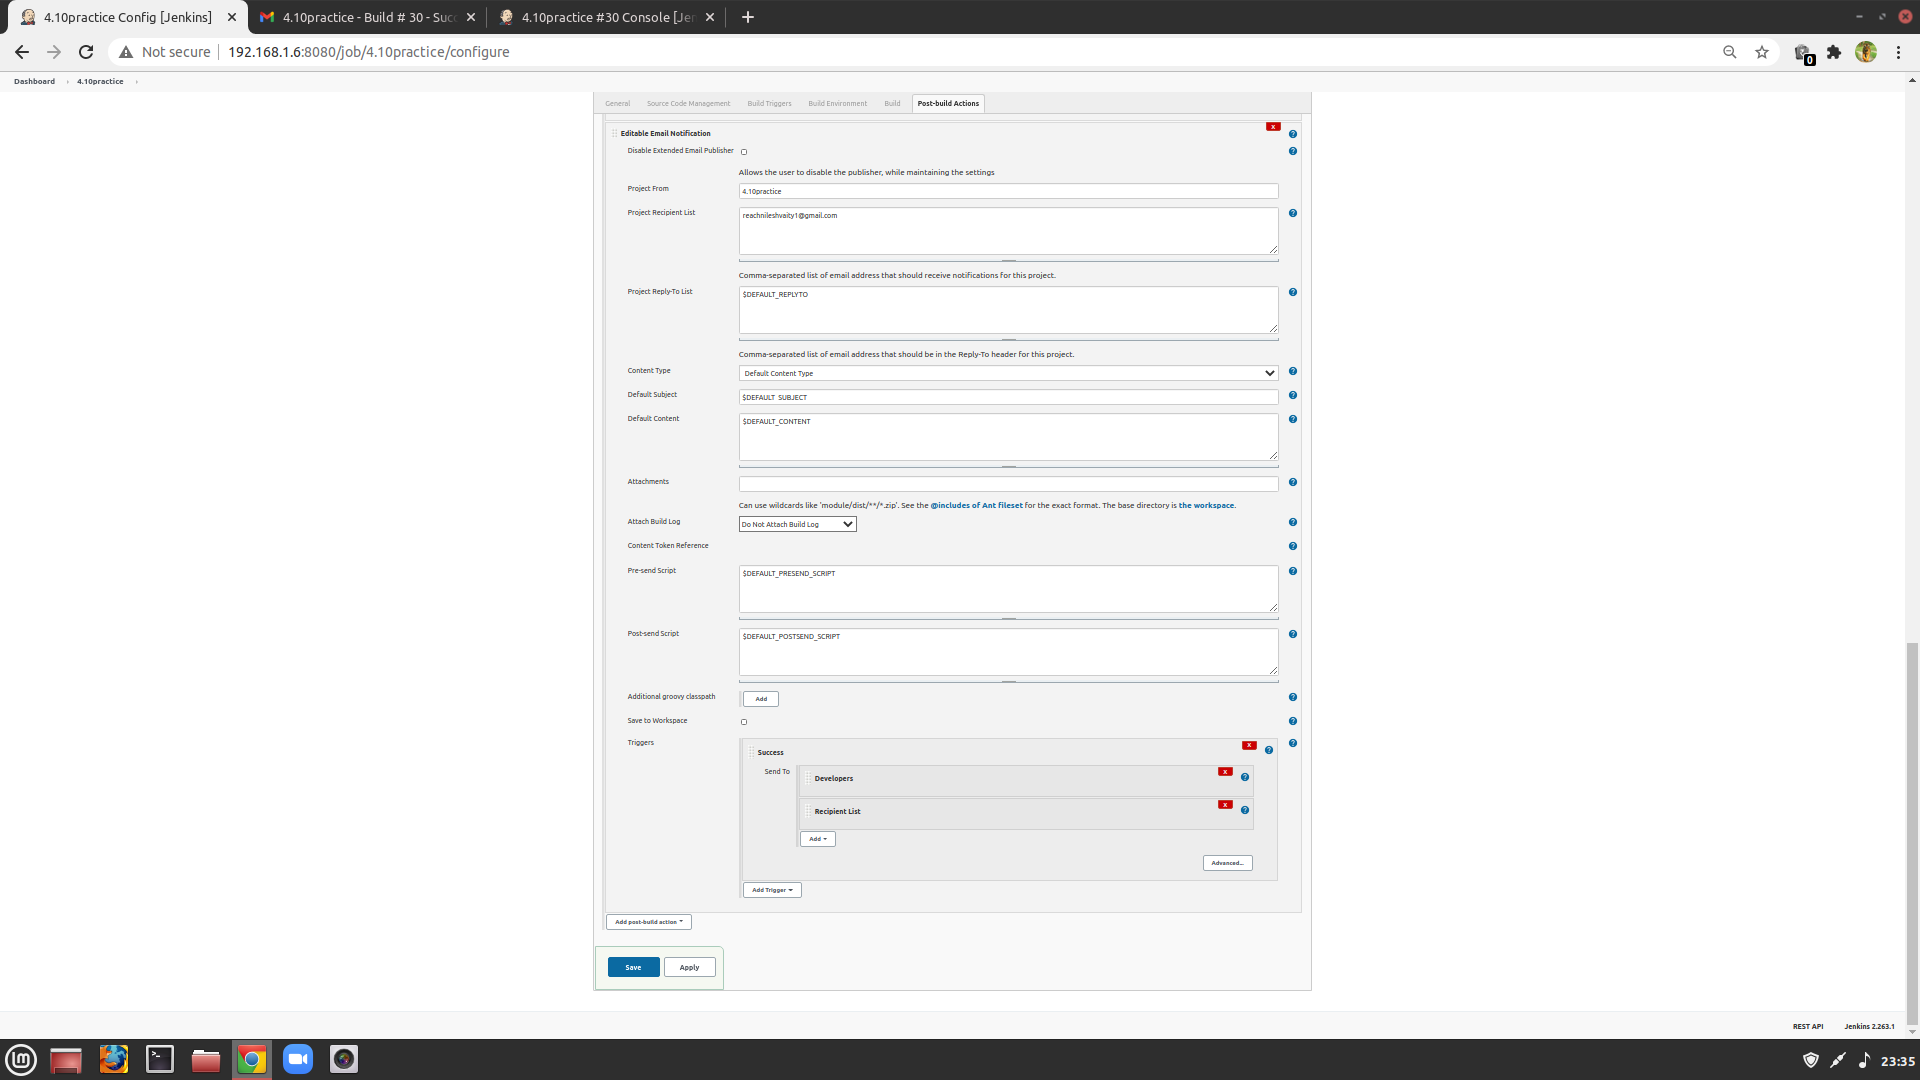 4.10practice Config [Jenkins]
4.10practice - Build # 30 - Succ
4.10practice #30 Console [Jen
Not secure
192.168.1.6:8080/job/4.10practice/configure
0
Dashboard
4.10practice
General
Source Code Management
Build Triggers
Build Environment
Build
Post-build Actions
Editable Email Notification
X
Disable Extended Email Publisher
Allows the user to disable the publisher, while maintaining the settings
Project From
4.10practice
Project Recipient List
reachnileshvaity1@gmail.com
Comma-separated list of email address that should receive notifications for this project.
Project Reply-To List
$DEFAULT_REPLYTO
Comma-separated list of email address that should be in the Reply-To header for this project.
Content Type
Default Content Type
Default Subject
$DEFAULT_SUBJECT
Default Content
$DEFAULT_CONTENT
Attachments
Can use wildcards like 'module/dist/**/*.zip'. See the @includes of Ant fileset for the exact format. The base directory is the workspace.
Attach Build Log
Do Not Attach Build Log
Content Token Reference
Pre-send Script
$DEFAULT_PRESEND_SCRIPT
Post-send Script
$DEFAULT_POSTSEND_SCRIPT
Additional groovy classpath
Add
Save to Workspace
Triggers
Success
X
Send To
Developers
X
Recipient List
X
Add
Advanced...
Add Trigger
Add post-build action
Save
Apply
REST API
Jenkins 2.263.1
23:35